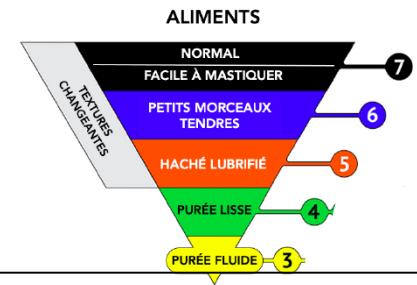 ALIMENTS
NORMAL
FACILE À MASTIQUER
7
TEXTURES
CHANGEANTES
PETITS MORCEAUX
TENDRES
6
HACHÉ LUBRIFIÉ
5
PURÉE LISSE
4
PURÉE FLUIDE
3